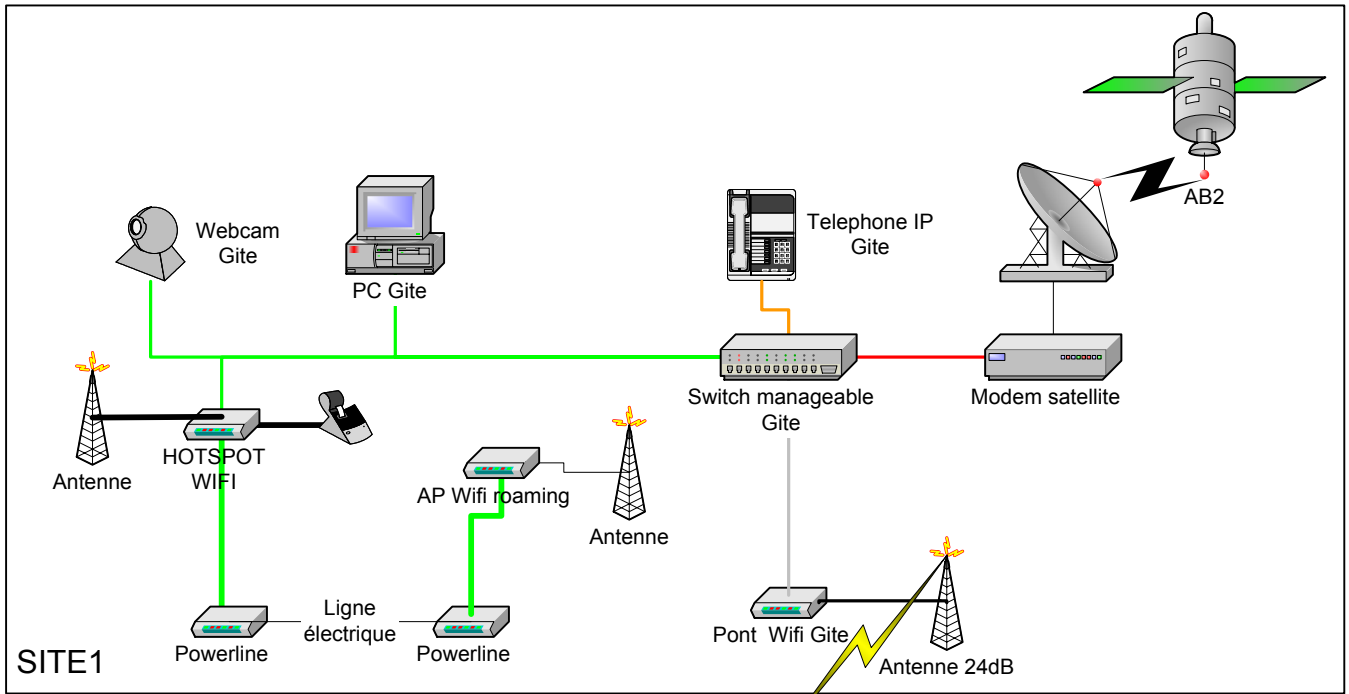 AB2
Webcam
Gite
Telephone IP
Gite
PC Gite
Switch manageable
Gite
Modem satellite
Antenne
HOTSPOT
WIFI
AP Wifi roaming
Antenne
Ligne
électrique
Powerline
Powerline
Pont Wifi Gite
Antenne 24dB
SITE1